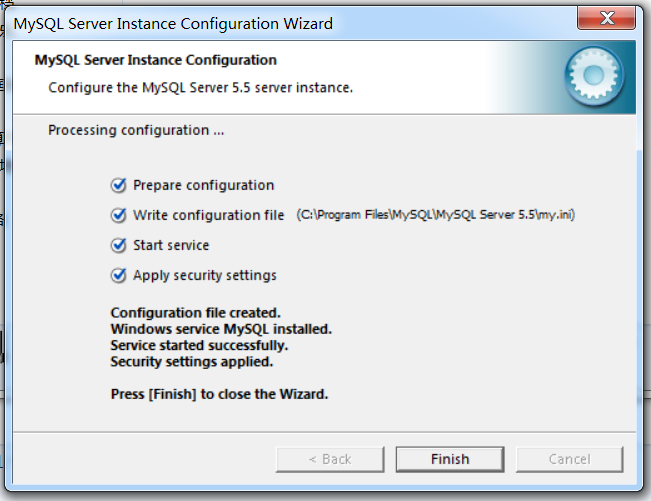 MySQL Server Instance Configuration Wizard
MySQL Server Instance Configuration
Configure the MySQL Server 5.5 server instance.
Processing configuration ...
Prepare configuration
Write configuration file (C:\Program Files\MySQL\MySQL Server 5.5\my.ini)
Start service
Apply security settings
Configuration file created.
Windows service MySQL installed.
Service started successfully.
Security settings applied.
Press [Finish] to close the Wizard.
< Back Finish Cancel